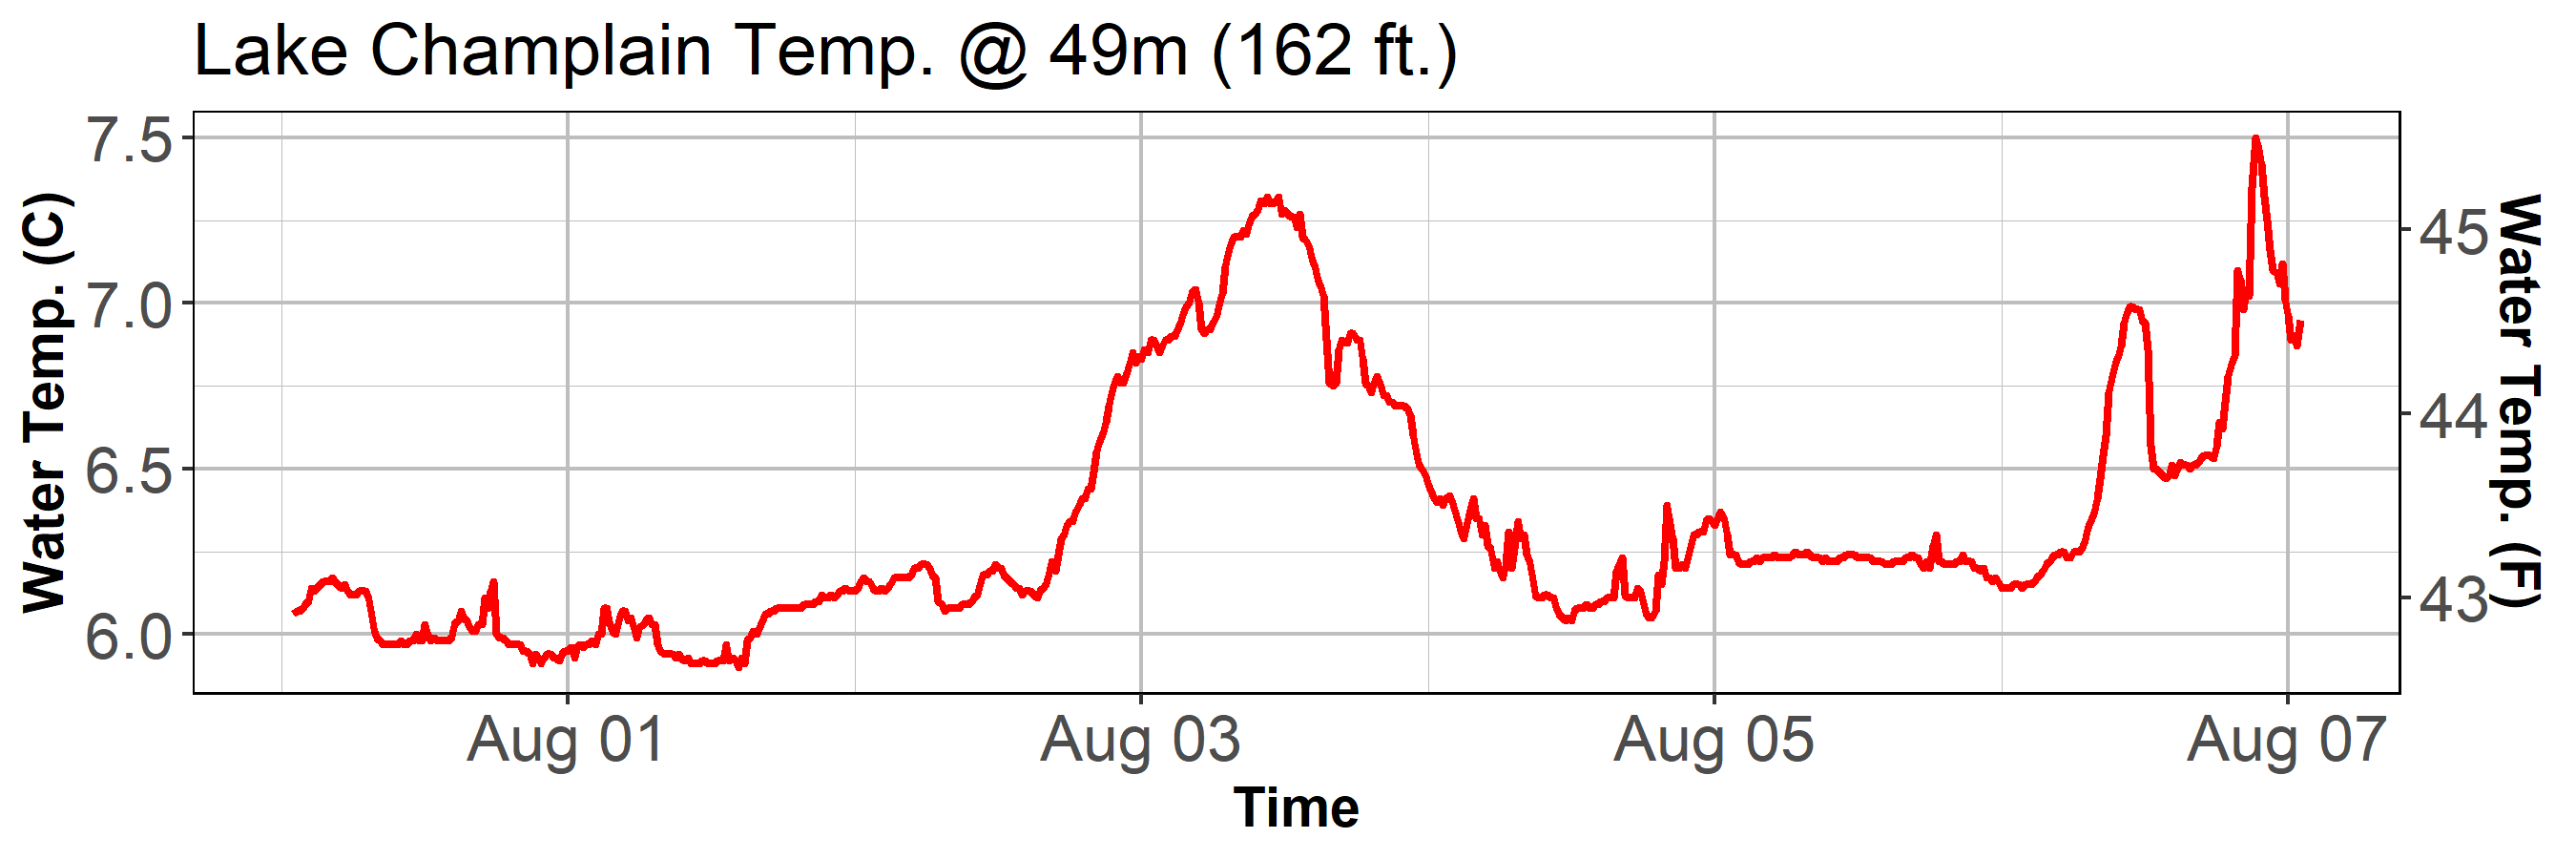 Lake Champlain Temp. @ 49m (162 ft.)
Water Temp. (C)
7.5
7.0
6.5
6.0
45
44
43
Water Temp. (F)
Aug 01 Aug 03 Aug 05 Aug 07
Time